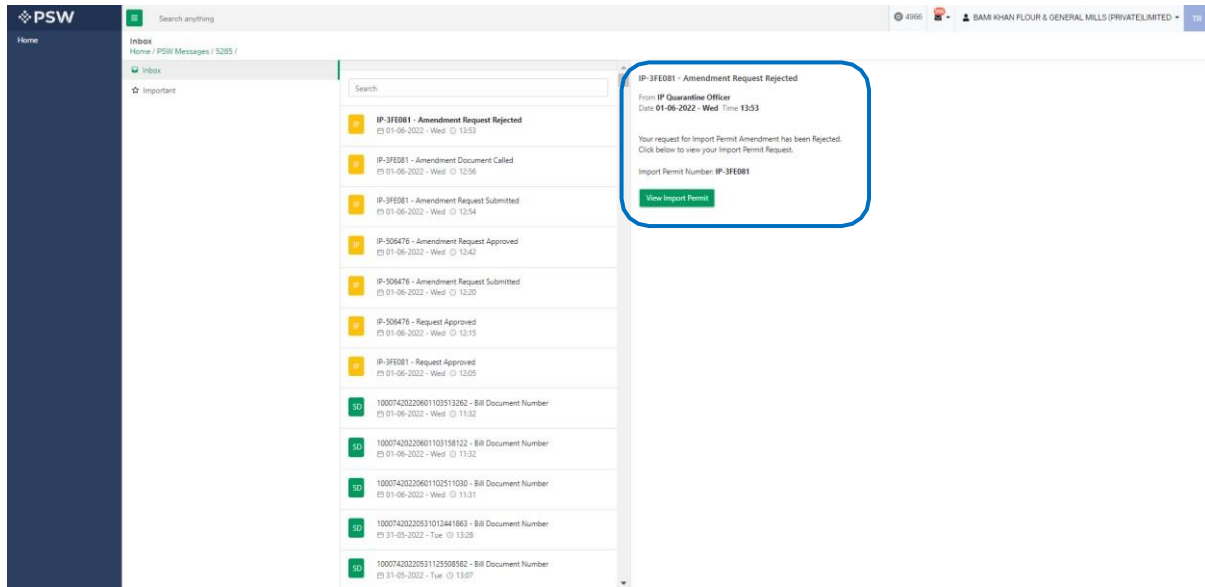 PSW
Search anything
4966
BAMI KHAN FLOUR & GENERAL MILLS (PRIVATE)LIMITED
TR
Home
Inbox
Home / PSW Messages / 5285 /
Inbox
Important
Search
IP
IP-3FE081 - Amendment Request Rejected
01-06-2022 - Wed 13:53
IP
IP-3FE081 - Amendment Document Called
01-06-2022 - Wed 12:56
IP
IP-3FE081 - Amendment Request Submitted
01-06-2022 - Wed 12:54
IP
IP-506476 - Amendment Request Approved
01-06-2022 - Wed 12:42
IP
IP-506476 - Amendment Request Submitted
01-06-2022 - Wed 12:20
IP
IP-506476 - Request Approved
01-06-2022 - Wed 12:15
IP
IP-3FE081 - Request Approved
01-06-2022 - Wed 12:05
SD
10007420220601103513262 - Bill Document Number
01-06-2022 - Wed 11:32
SD
10007420220601103158122 - Bill Document Number
01-06-2022 - Wed 11:32
SD
10007420220601102511030 - Bill Document Number
01-06-2022 - Wed 11:31
SD
10007420220531012441863 - Bill Document Number
31-05-2022 - Tue 13:28
SD
10007420220531125508582 - Bill Document Number
31-05-2022 - Tue 13:07
IP-3FE081 - Amendment Request Rejected
From IP Quarantine Officer
Date 01-06-2022 - Wed Time 13:53
Your request for Import Permit Amendment has been Rejected.
Click below to view your Import Permit Request.
Import Permit Number: IP-3FE081
View Import Permit